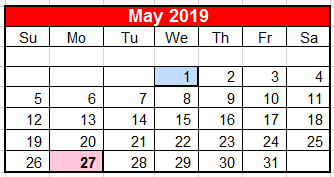 May 2019
Su Mo Tu We Th Fr Sa
1 2 3 4
5 6 7 8 9 10 11
12 13 14 15 16 17 18
19 20 21 22 23 24 25
26 27 28 29 30 31